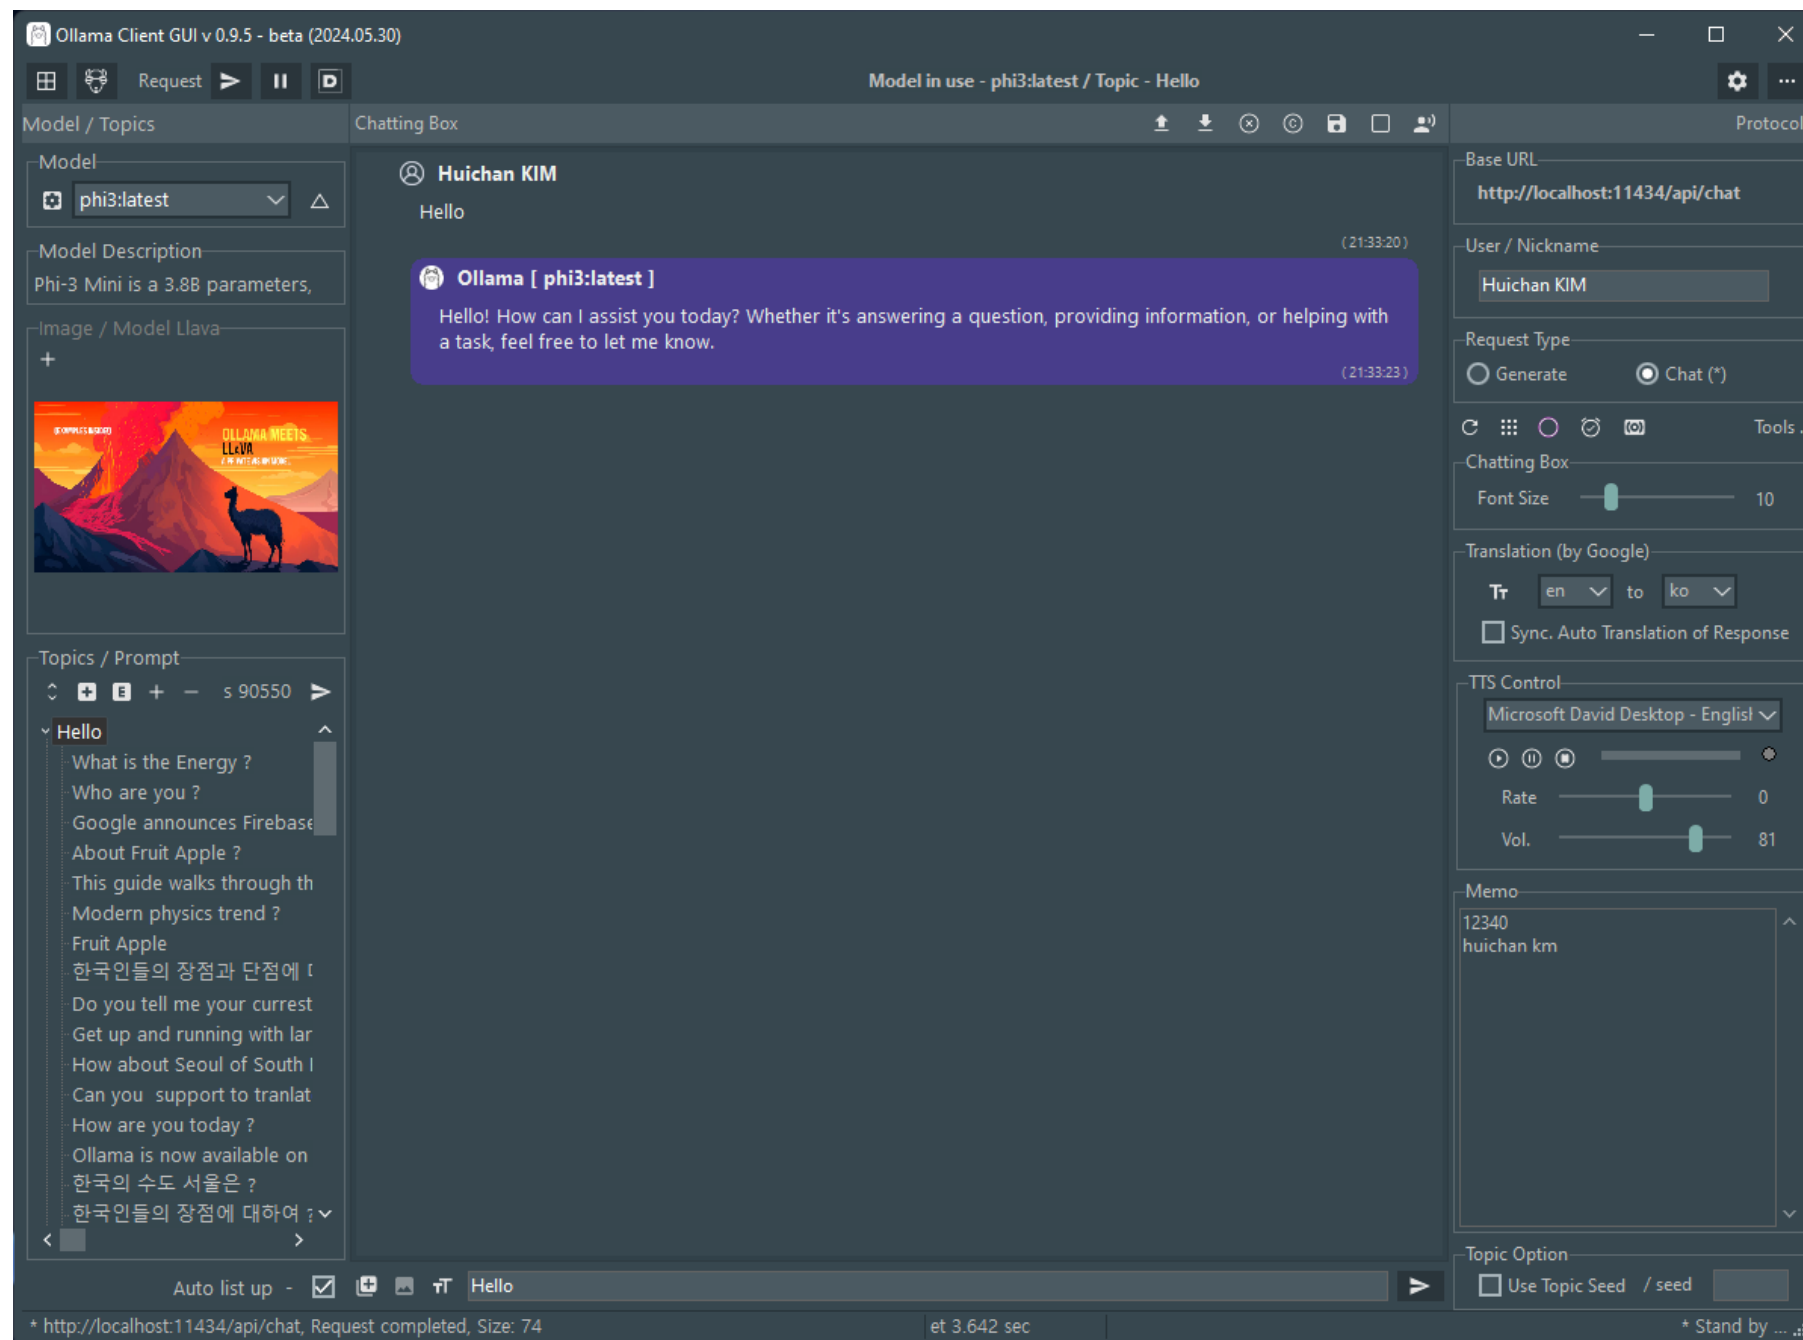 Ollama Client GUI v 0.9.5 - beta (2024.05.30)
Request
D
Model in use - phi3:latest / Topic - Hello
Model / Topics
Chatting Box
Protocol
Model
phi3:latest
Model Description
Phi-3 Mini is a 3.8B parameters,
Image / Model Llava
OLLAMA MEETS
LLaVA
Topics / Prompt
E
s 90550
Hello
What is the Energy ?
Who are you ?
Google announces Firebase
About Fruit Apple ?
This guide walks through th
Modern physics trend ?
Fruit Apple
한국인들의 장점과 단점에
Do you tell me your currest
Get up and running with lar
How about Seoul of South
Can you  support to tranlat
How are you today ?
Ollama is now available on
한국의 수도 서울은 ?
한국인들의 장점에 대하여 ?
Huichan KIM
Hello
( 21:33:20 )
Ollama [ phi3:latest ]
Hello! How can I assist you today? Whether it's answering a question, providing information, or helping with
a task, feel free to let me know.
( 21:33:23 )
Base URL
http://localhost:11434/api/chat
User / Nickname
Huichan KIM
Request Type
Generate
Chat (*)
Tools .
Chatting Box
Font Size
10
Translation (by Google)
en
to
ko
Sync. Auto Translation of Response
TTS Control
Microsoft David Desktop - English
Rate
0
Vol.
81
Memo
12340
huichan km
Topic Option
Use Topic Seed
/ seed
Auto list up -
Hello
* http://localhost:11434/api/chat, Request completed, Size: 74
et 3.642 sec
* Stand by ...